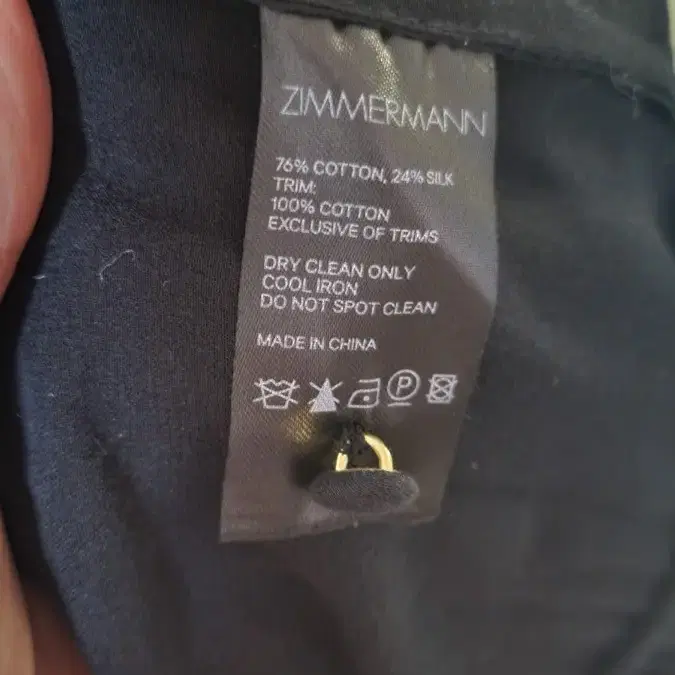 ZIMMERMANN
76% COTTON, 24% SILK
TRIM:
100% COTTON
EXCLUSIVE OF TRIMS
DRY CLEAN ONLY
COOL IRON
DO NOT SPOT CLEAN
MADE IN CHINA
P